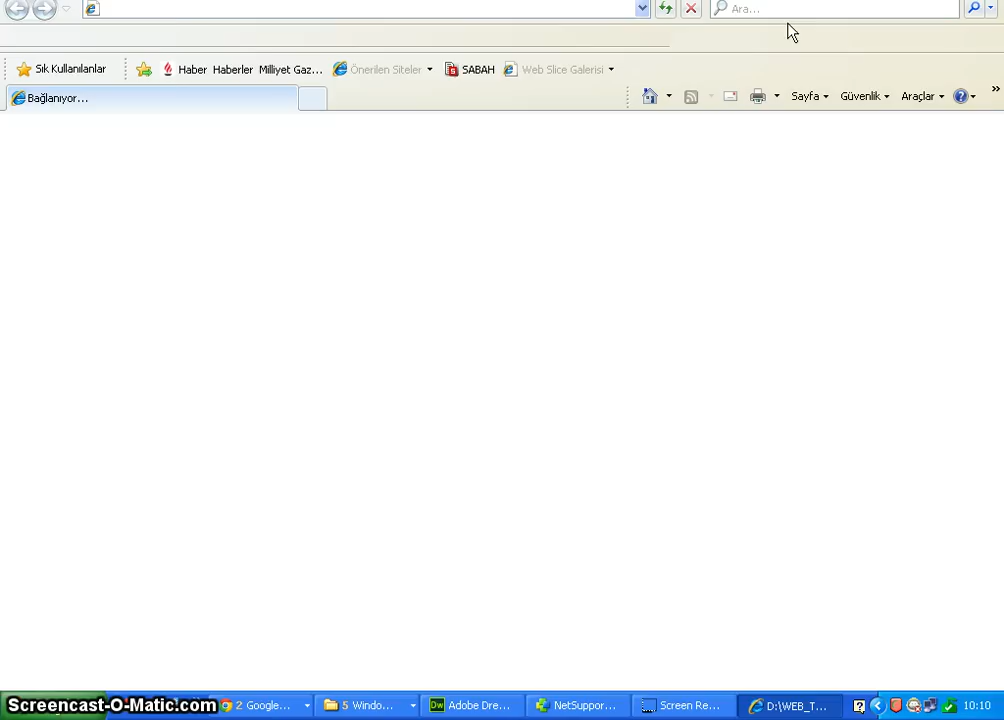 Ara...
Sık Kullanılanlar Haber Haberler Milliyet Gaz... Önerilen Siteler SABAH Web Slice Galerisi
Bağlanıyor... Sayfa Güvenlik Araçlar
Screencast-O-Matic.com 2 Google... 5 Windo... Adobe Dre... NetSuppor... Screen Re... D:\WEB_T... 10:10